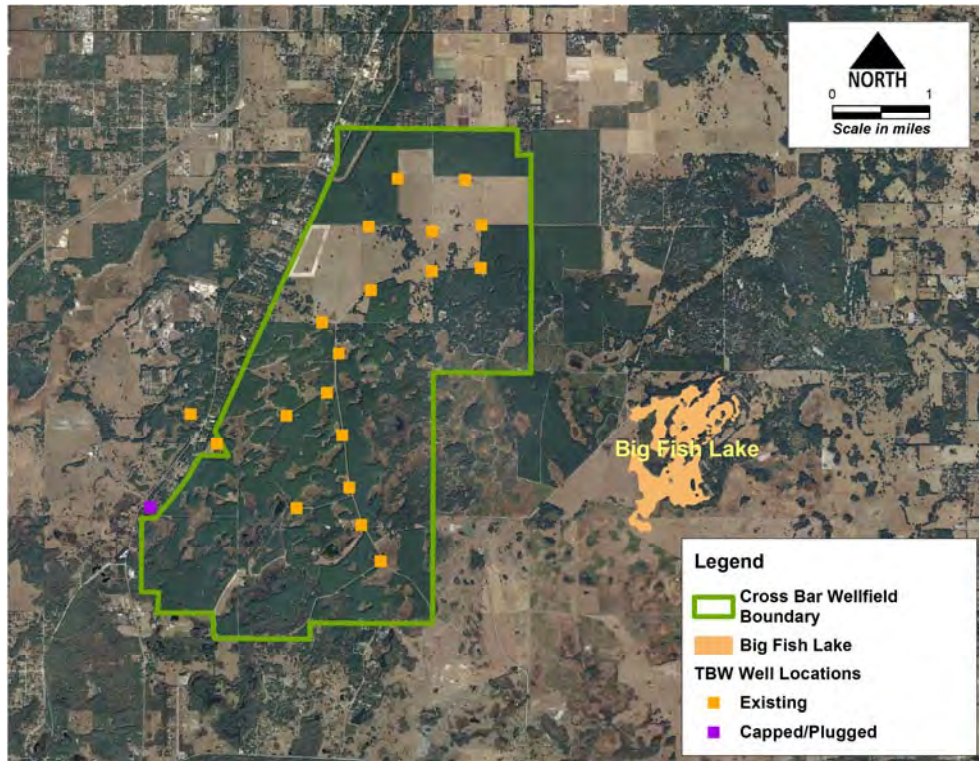 NORTH
0 1
Scale in miles
Big Fish Lake
Legend
Cross Bar Wellfield
Boundary
Big Fish Lake
TBW Well Locations
Existing
Capped/Plugged